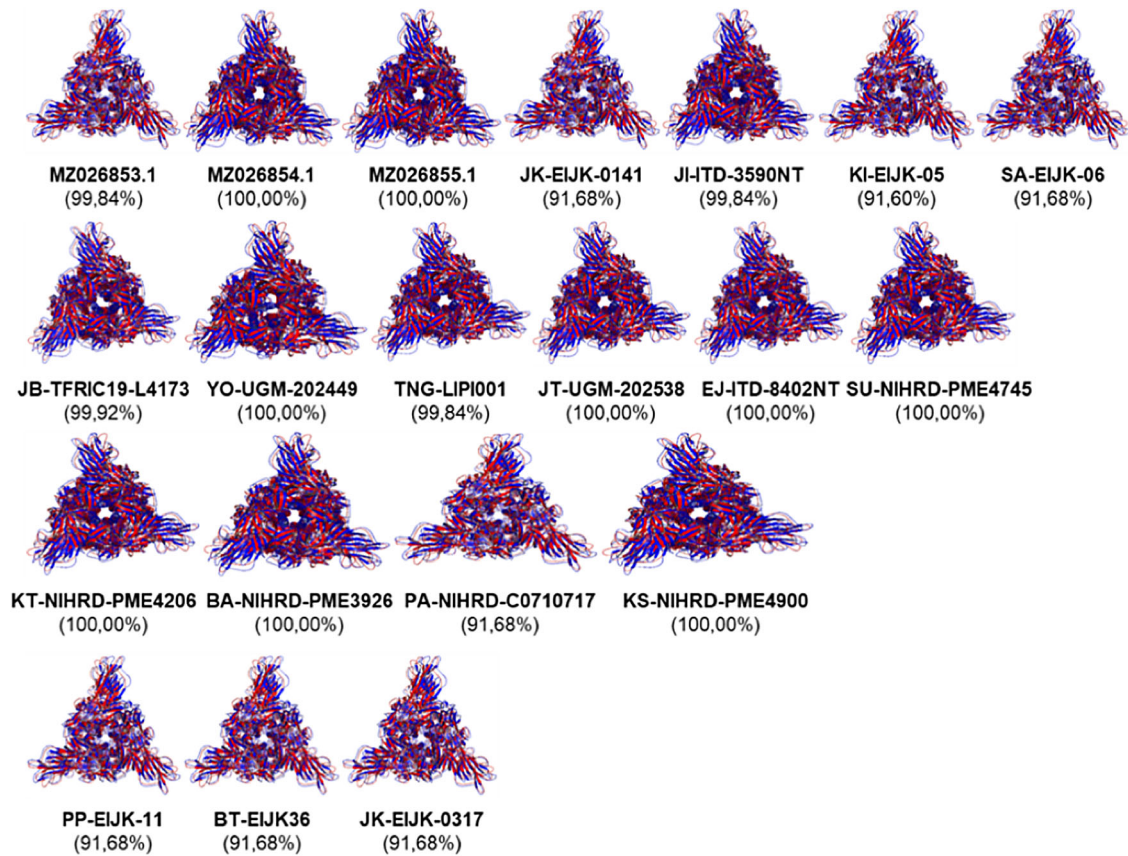 MZ026853.1 MZ026854.1 MZ026855.1 JK-EIJK-0141 JI-ITD-3590NT KI-EIJK-05 SA-EIJK-06
(99,84%) (100,00%) (100,00%) (91,68%) (99,84%) (91,60%) (91,68%)
JB-TFRIC19-L4173 YO-UGM-202449 TNG-LIPI001 JT-UGM-202538 EJ-ITD-8402NT SU-NIHRD-PME4745
(99,92%) (100,00%) (99,84%) (100,00%) (100,00%) (100,00%)
KT-NIHRD-PME4206 BA-NIHRD-PME3926 PA-NIHRD-C0710717 KS-NIHRD-PME4900
(100,00%) (100,00%) (91,68%) (100,00%)
PP-EIJK-11 BT-EIJK36 JK-EIJK-0317
(91,68%) (91,68%) (91,68%)